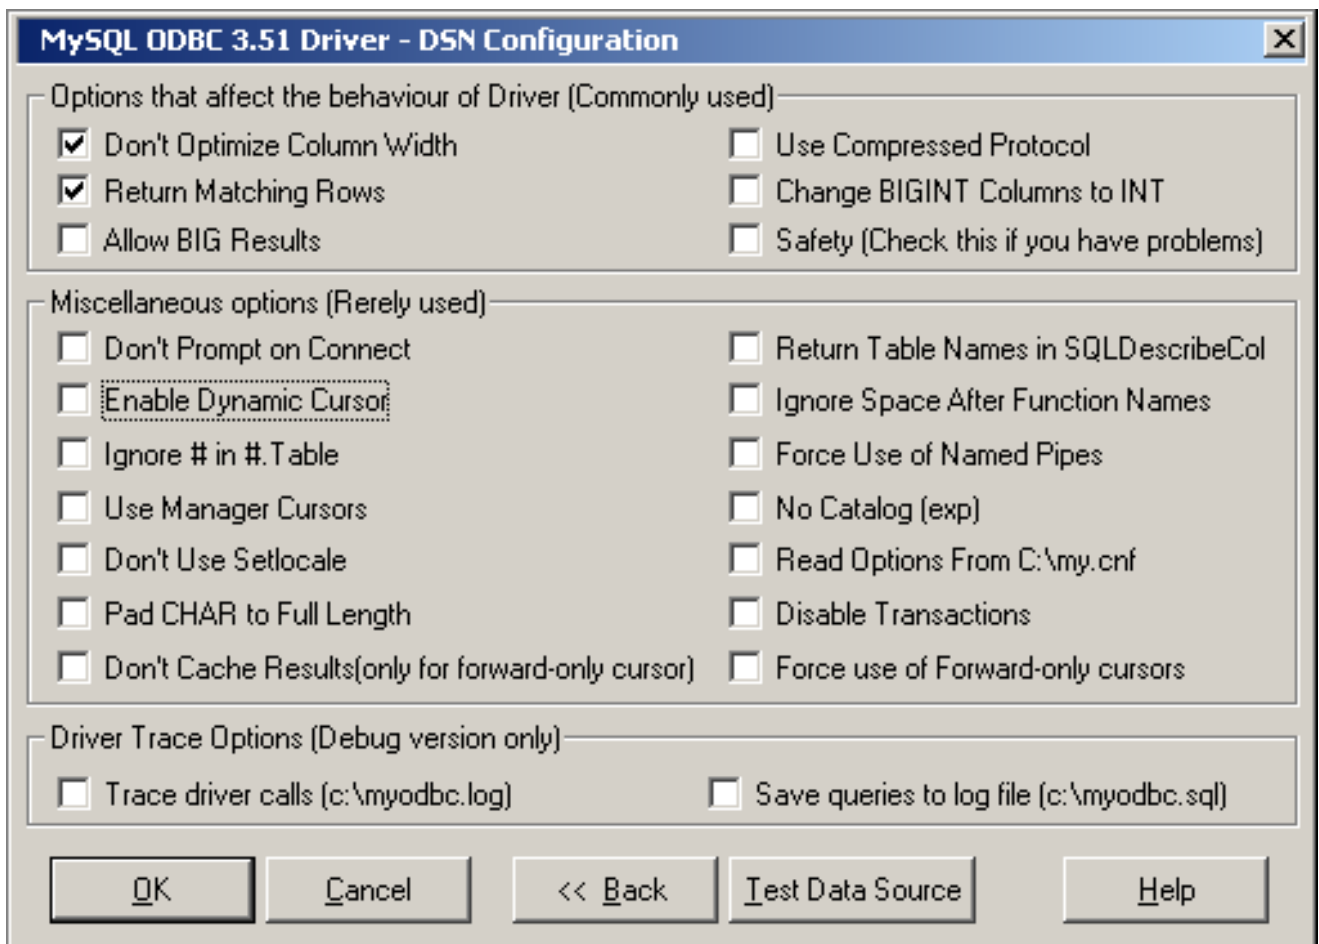 MySQL ODBC 3.51 Driver - DSN Configuration
Options that affect the behaviour of Driver (Commonly used)
Don't Optimize Column Width
Use Compressed Protocol
Return Matching Rows
Change BIGINT Columns to INT
Allow BIG Results
Safety (Check this if you have problems)
Miscellaneous options (Rerely used)
Don't Prompt on Connect
Return Table Names in SQLDescribeCol
Enable Dynamic Cursor
Ignore Space After Function Names
Ignore # in #.Table
Force Use of Named Pipes
Use Manager Cursors
No Catalog (exp)
Don't Use Setlocale
Read Options From C:\my.cnf
Pad CHAR to Full Length
Disable Transactions
Don't Cache Results(only for forward-only cursor)
Force use of Forward-only cursors
Driver Trace Options (Debug version only)
Trace driver calls (c:\myodbc.log)
Save queries to log file (c:\myodbc.sql)
OK
Cancel
<< Back
Test Data Source
Help